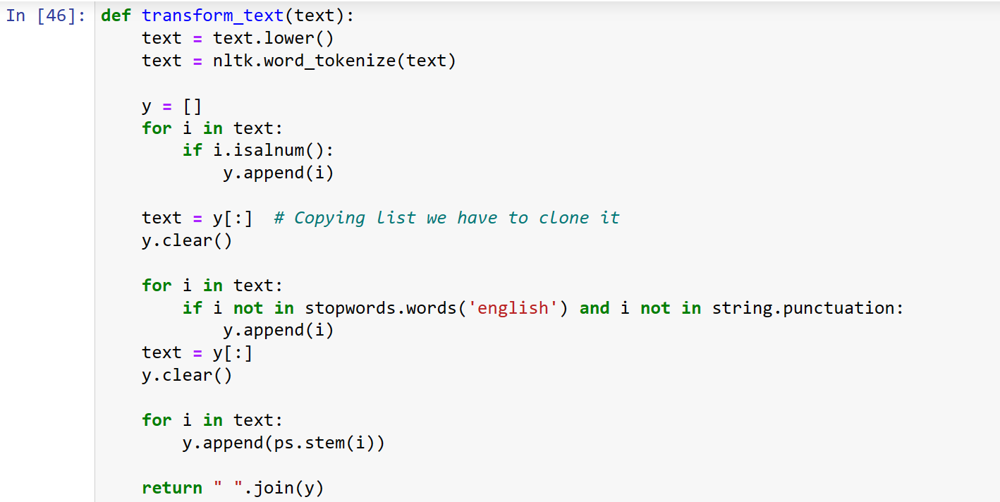 In [46]: def transform_text(text):
    text = text.lower()
    text = nltk.word_tokenize(text)

    y = []
    for i in text:
        if i.isalnum():
            y.append(i)

    text = y[:]  # Copying list we have to clone it
    y.clear()

    for i in text:
        if i not in stopwords.words('english') and i not in string.punctuation:
            y.append(i)
    text = y[:]
    y.clear()

    for i in text:
        y.append(ps.stem(i))

    return " ".join(y)